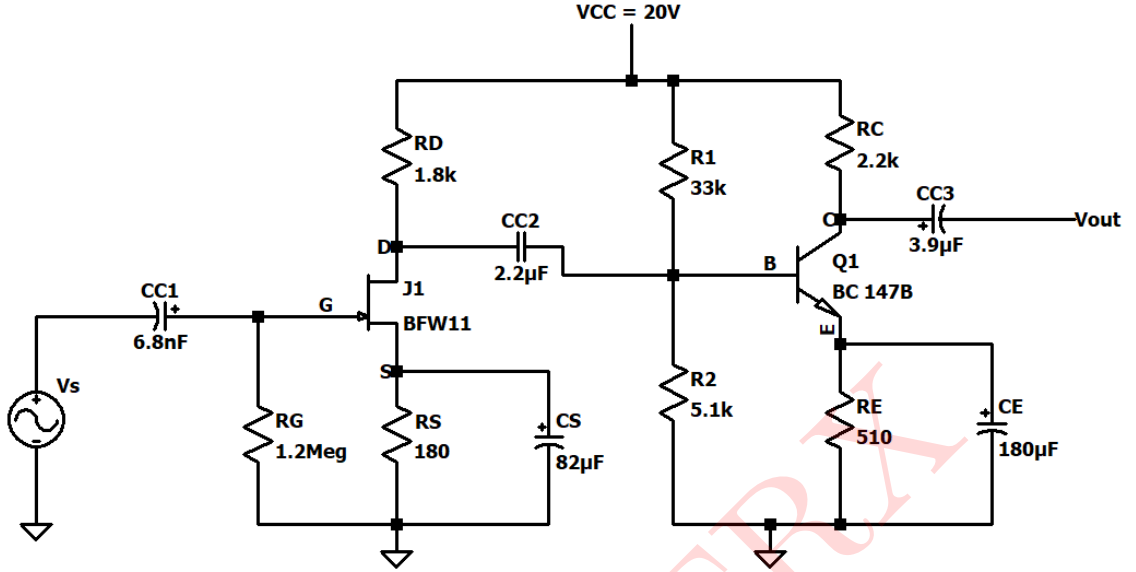 VCC = 20V
RD
1.8k
R1
33k
RC
2.2k
CC3
3.9µF
Vout
C
CC2
2.2µF
D
B
Q1
BC 147B
E
J1
BFW11
G
CC1
6.8nF
S
Vs
RG
1.2Meg
RS
180
CS
82µF
R2
5.1k
RE
510
CE
180µF